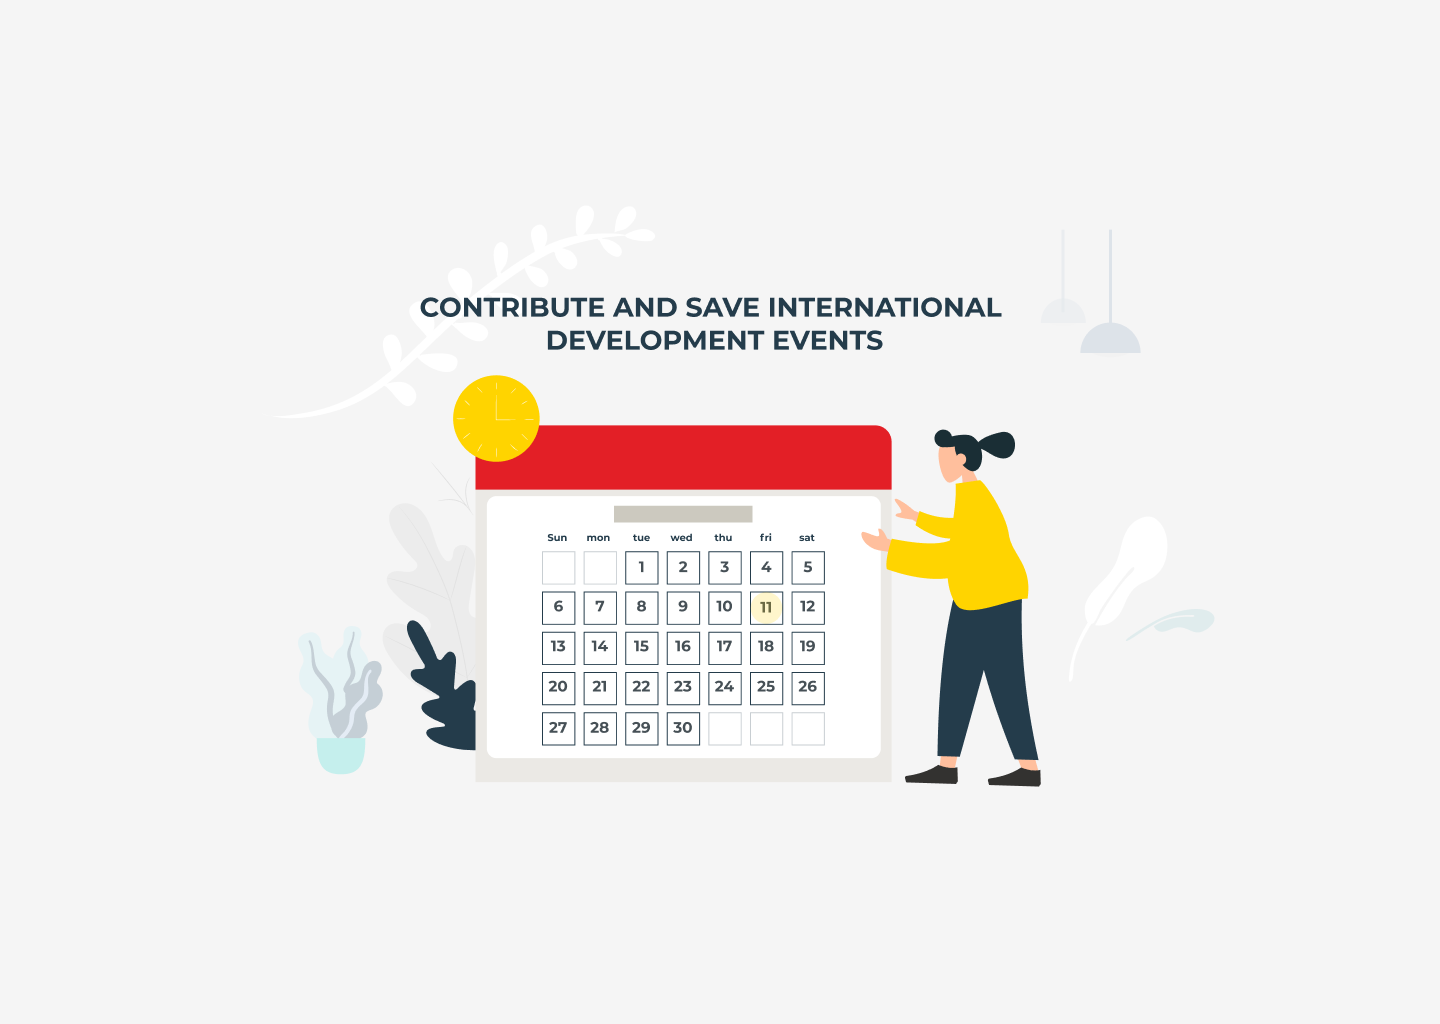 CONTRIBUTE AND SAVE INTERNATIONAL
DEVELOPMENT EVENTS
Sun mon tue wed thu fri sat
1 2 3 4 5
6 7 8 9 10 11 12
13 14 15 16 17 18 19
20 21 22 23 24 25 26
27 28 29 30